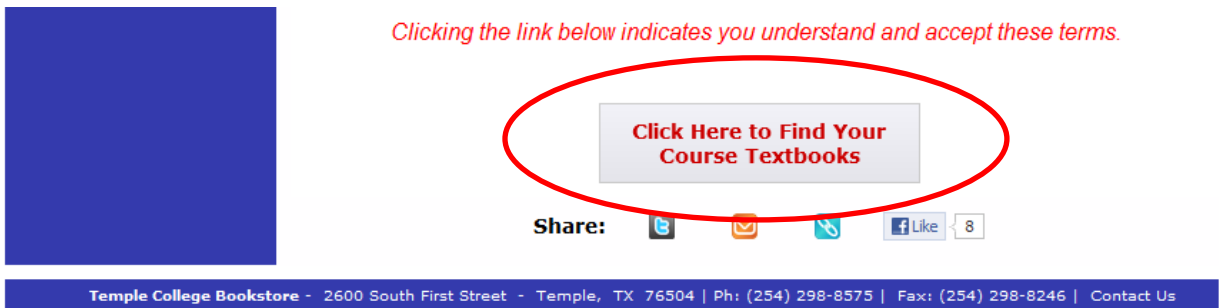 Clicking the link below indicates you understand and accept these terms.
Click Here to Find Your
Course Textbooks
Share: Like 8
Temple College Bookstore - 2600 South First Street - Temple, TX 76504 | Ph: (254) 298-8575 | Fax: (254) 298-8246 | Contact Us